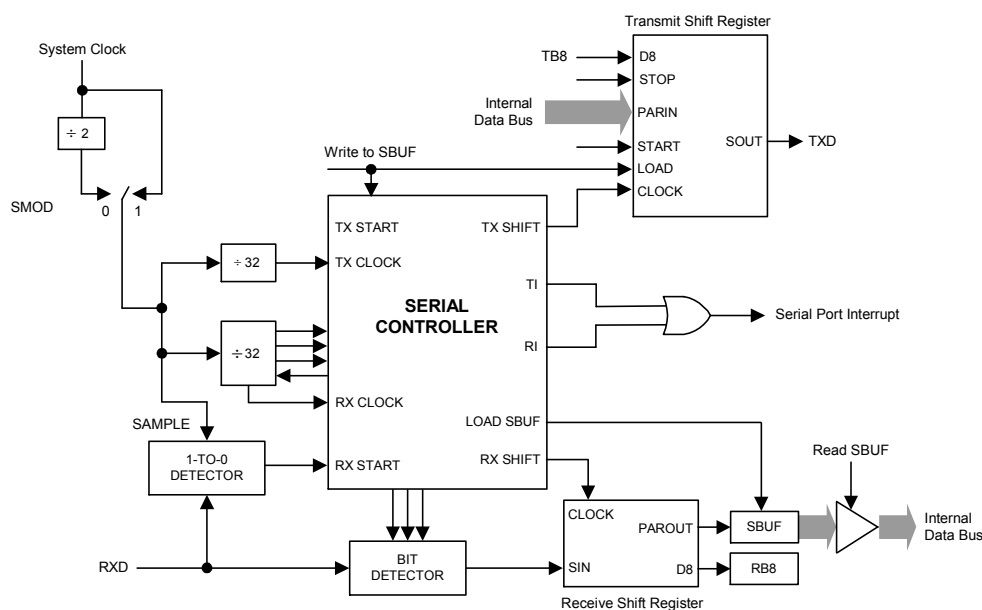 Transmit Shift Register
System Clock
TB8
D8
STOP
Internal
Data Bus
PARIN
÷ 2
START
SOUT
TXD
Write to SBUF
LOAD
CLOCK
SMOD
0
1
TX START
TX SHIFT
÷ 32
TX CLOCK
TI
SERIAL
CONTROLLER
Serial Port Interrupt
÷ 32
RI
RX CLOCK
SAMPLE
LOAD SBUF
1-TO-0
DETECTOR
RX START
RX SHIFT
Read SBUF
CLOCK
PAROUT
SBUF
Internal
Data Bus
RXD
BIT
DETECTOR
SIN
D8
RB8
Receive Shift Register